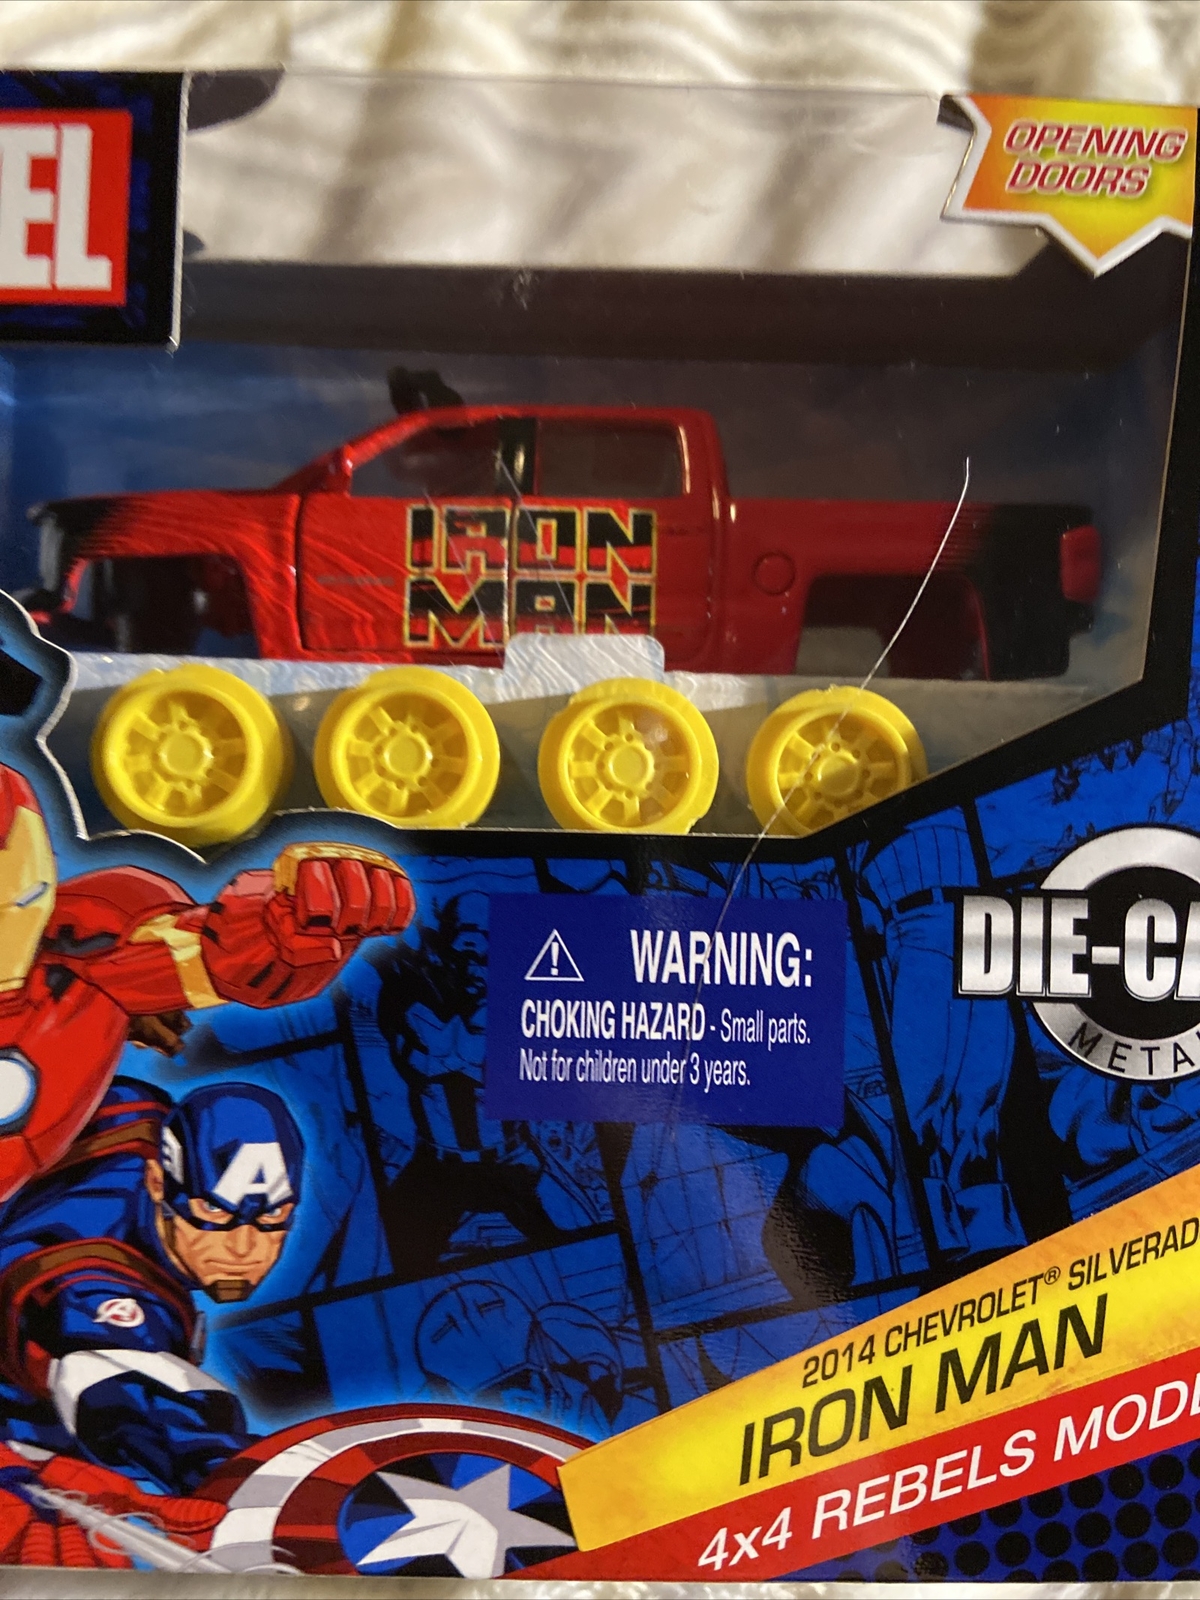 EL
OPENING
DOORS
IRON
MAN
WARNING:
CHOKING HAZARD - Small parts.
Not for children under 3 years.
DIE-CA
META
A
2014 CHEVROLET® SILVERAD
IRON MAN
4x4 REBELS MODE